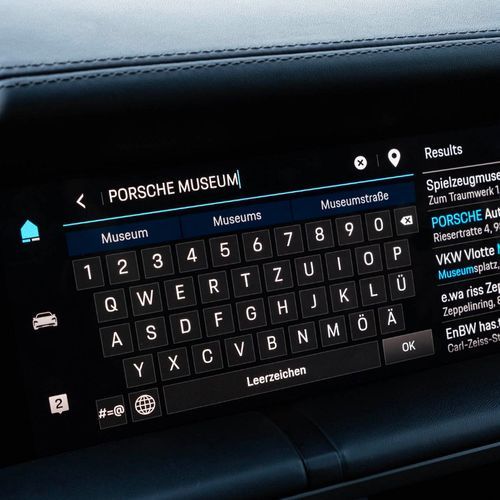 PORSCHE MUSEUM
Museum Museums Museumstraße
1 2 3 4 5 6 7 8 9 0
Q W E R T Z U I O P Ü
A S D F G H J K L Ö Ä
Y X C V B N M
#=@ Leerzeichen OK
2
Results
Spielzeugmuse
Zum Traumwerk 1
PORSCHE Aut
Riesertratte 4, 9
VKW Vlotte M
Museumsplatz,
e.wa riss Zep
Zeppelinring,
EnBW has.t
Carl-Zeiss-St